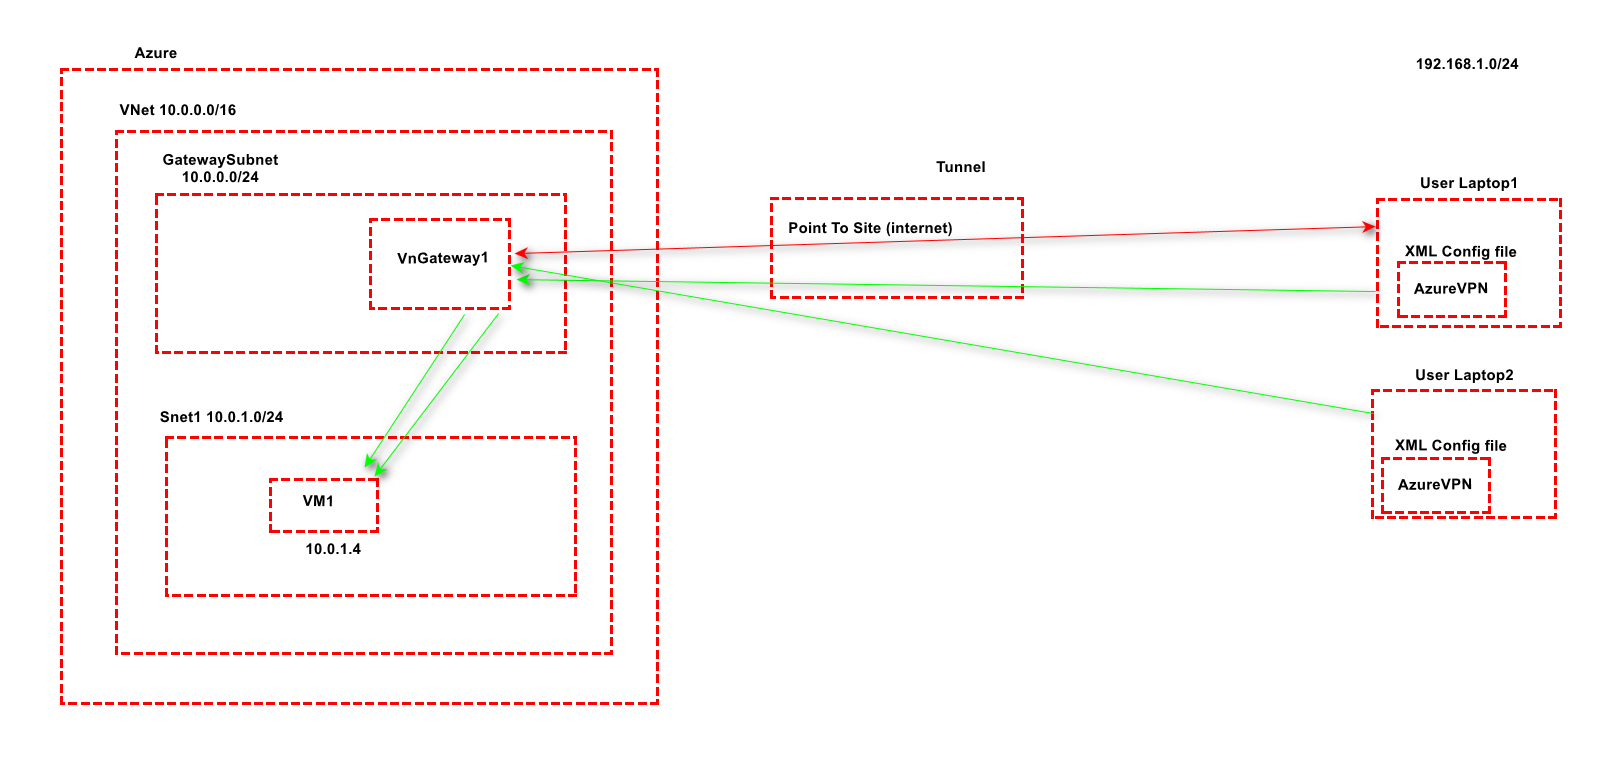 Azure
192.168.1.0/24
VNet 10.0.0.0/16
GatewaySubnet
10.0.0.0/24
Tunnel
User Laptop1
Point To Site (internet)
VnGateway1
XML Config file
AzureVPN
User Laptop2
Snet1 10.0.1.0/24
XML Config file
AzureVPN
VM1
10.0.1.4